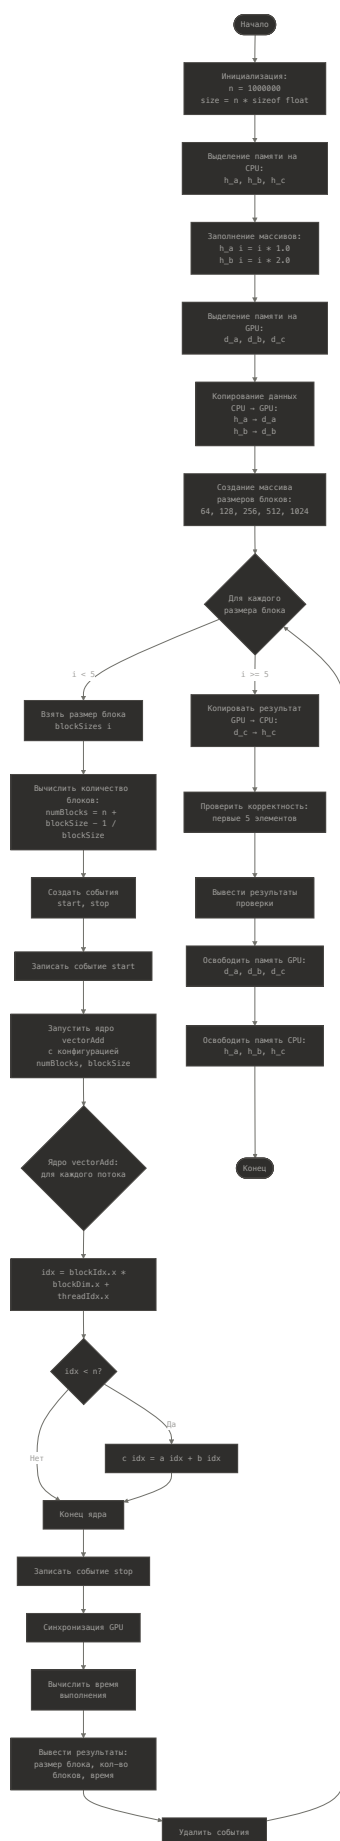 Начало
Инициализация:
n = 1000000
size = n * sizeof float
Выделение памяти на
CPU:
h_a, h_b, h_c
Заполнение массивов:
h_a i = i * 1.0
h_b i = i * 2.0
Выделение памяти на
GPU:
d_a, d_b, d_c
Копирование данных
CPU → GPU:
h_a → d_a
h_b → d_b
Создание массива
размеров блоков:
64, 128, 256, 512, 1024
Для каждого
размера блока
i < 5
Взять размер блока
blockSizes i
Вычислить количество
блоков:
numBlocks = n +
blockSize - 1 /
blockSize
Создать события
start, stop
Записать событие start
Запустить ядро
vectorAdd
с конфигурацией
numBlocks, blockSize
Ядро vectorAdd:
для каждого потока
idx = blockIdx.x *
blockDim.x +
threadIdx.x
idx < n?
Да
c idx = a idx + b idx
Нет
Конец ядра
Записать событие stop
Синхронизация GPU
Вычислить время
выполнения
Вывести результаты:
размер блока, кол-во
блоков, время
Удалить события
i >= 5
Копировать результат
GPU → CPU:
d_c → h_c
Проверить корректность:
первые 5 элементов
Вывести результаты
проверки
Освободить память GPU:
d_a, d_b, d_c
Освободить память CPU:
h_a, h_b, h_c
Конец